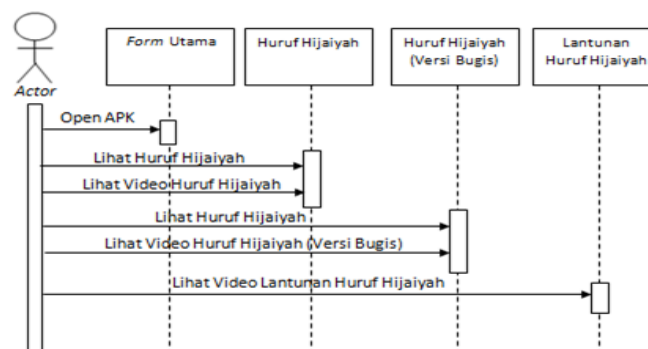 Form Utama
Huruf Hijaiyah
Huruf Hijaiyah
(Versi Bugis)
Lantunan
Huruf Hijaiyah
Actor
Open APK
Lihat Huruf Hijaiyah
Lihat Video Huruf Hijaiyah
Lihat Huruf Hijaiyah
Lihat Video Huruf Hijaiyah (Versi Bugis)
Lihat Video Lantunan Huruf Hijaiyah